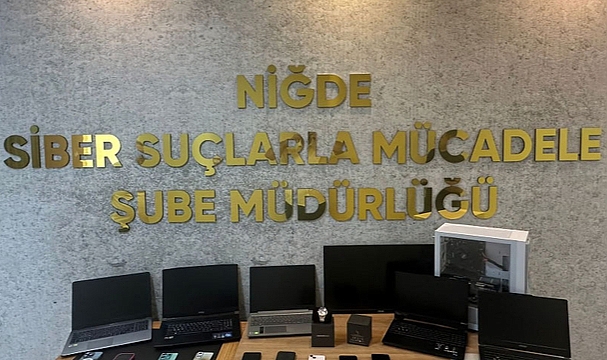 NİĞDE
SİBER SUÇLARLA MÜCADELE
ŞUBE MÜDÜRLÜĞÜ